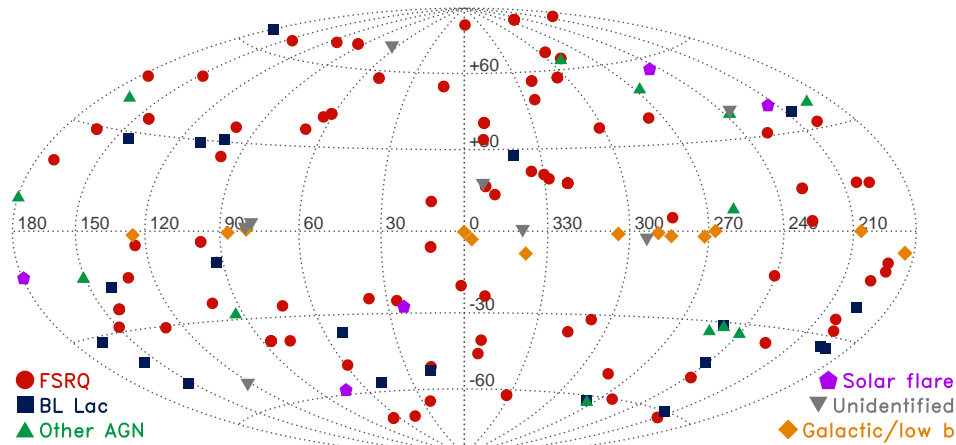 +60
+30
180 150 120 90 60 30 0 330 300 270 240 210
-30
-60
FSRQ
BL Lac
Other AGN
Solar flare
Unidentified
Galactic/low b